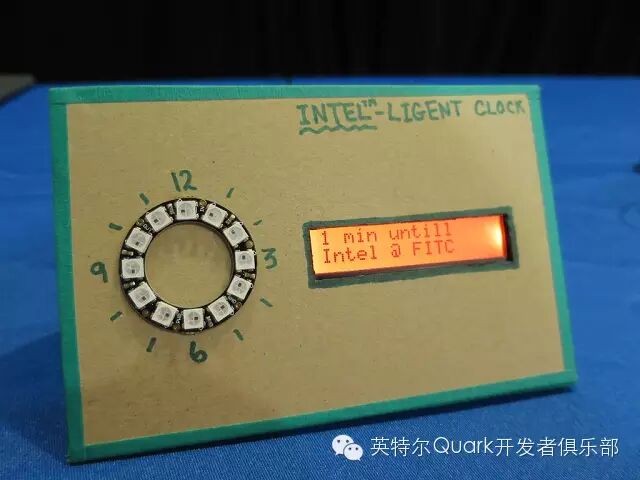 INTEL™-LIGENT CLOCK
12
9
3
6
1 min untill
Intel @ FITC
英特尔Quark开发者俱乐部